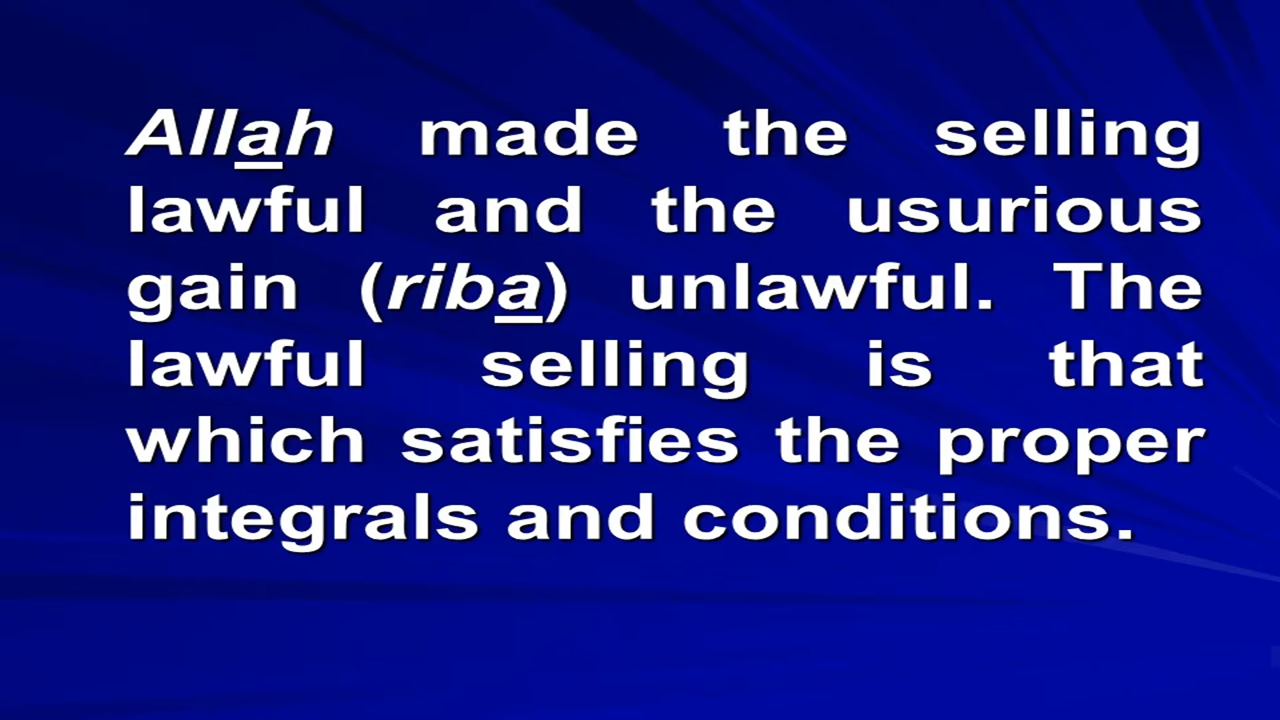 Allah made the selling
lawful and the usurious
gain (riba) unlawful. The
lawful selling is that
which satisfies the proper
integrals and conditions.